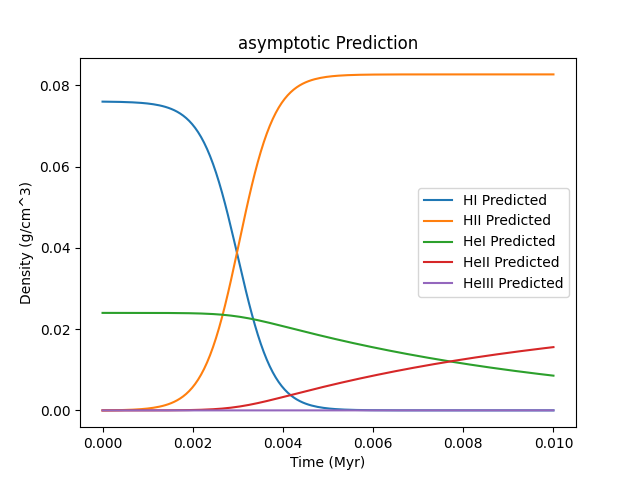 asymptotic Prediction
Density (g/cm^3)
0.08
0.06
0.04
0.02
0.00
HI Predicted
HII Predicted
HeI Predicted
HeII Predicted
HeIII Predicted
0.000 0.002 0.004 0.006 0.008 0.010
Time (Myr)